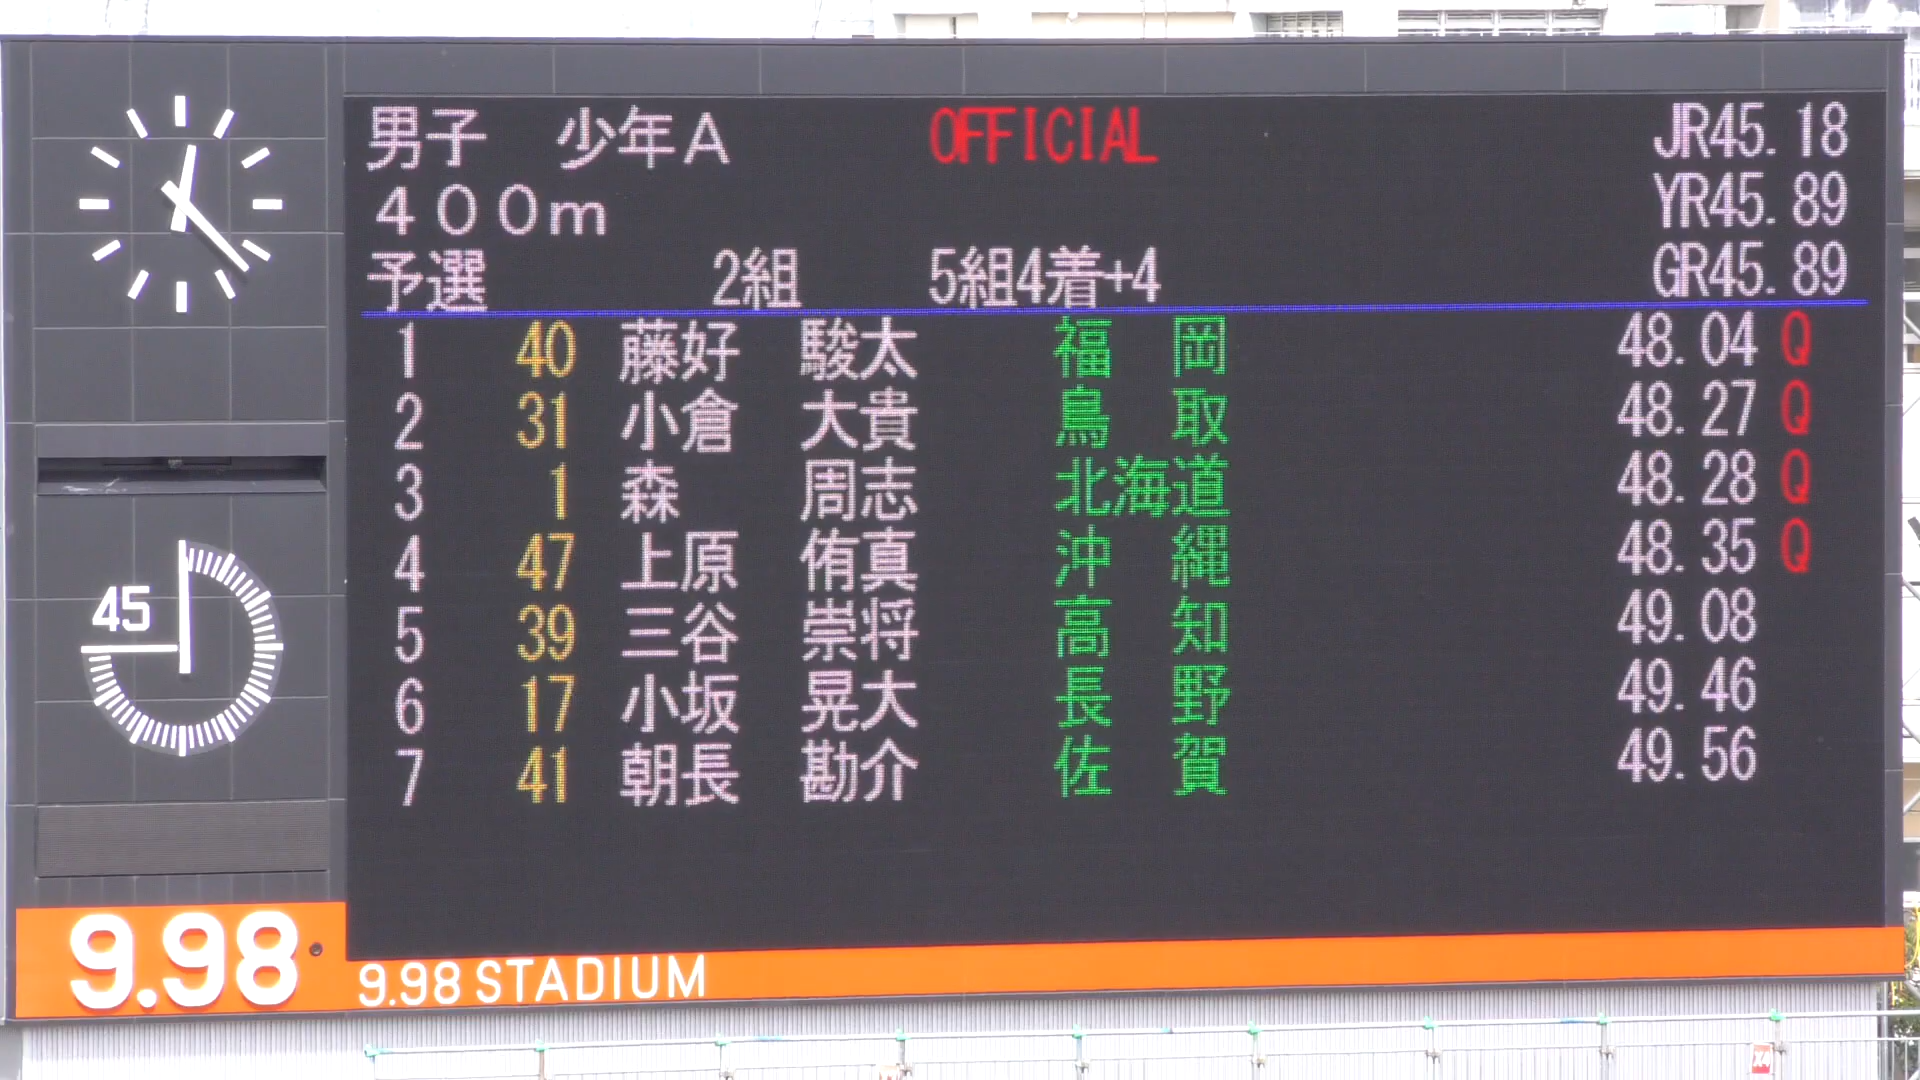 男子 少年A OFFICIAL JR45.18
400m YR45.89
予選 2組 5組4着+4 GR45.89
1 40 藤好 駿太 福岡 48.04 Q
2 31 小倉 大貴 鳥取 48.27 Q
3 1 森 周志 北海道 48.28 Q
4 47 上原 侑真 沖縄 48.35 Q
5 39 三谷 崇将 高知 49.08
6 17 小坂 晃大 長野 49.46
7 41 朝長 勘介 佐賀 49.56
45
9.98
9.98 STADIUM